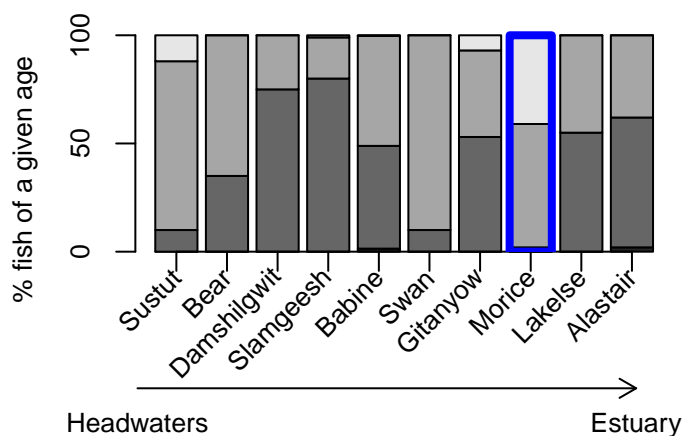 % fish of a given age
100
50
0
Sustut
Bear
Damshilgwit
Slamgeesh
Babine
Swan
Gitanyow
Morice
Lakelse
Alastair
Headwaters
Estuary